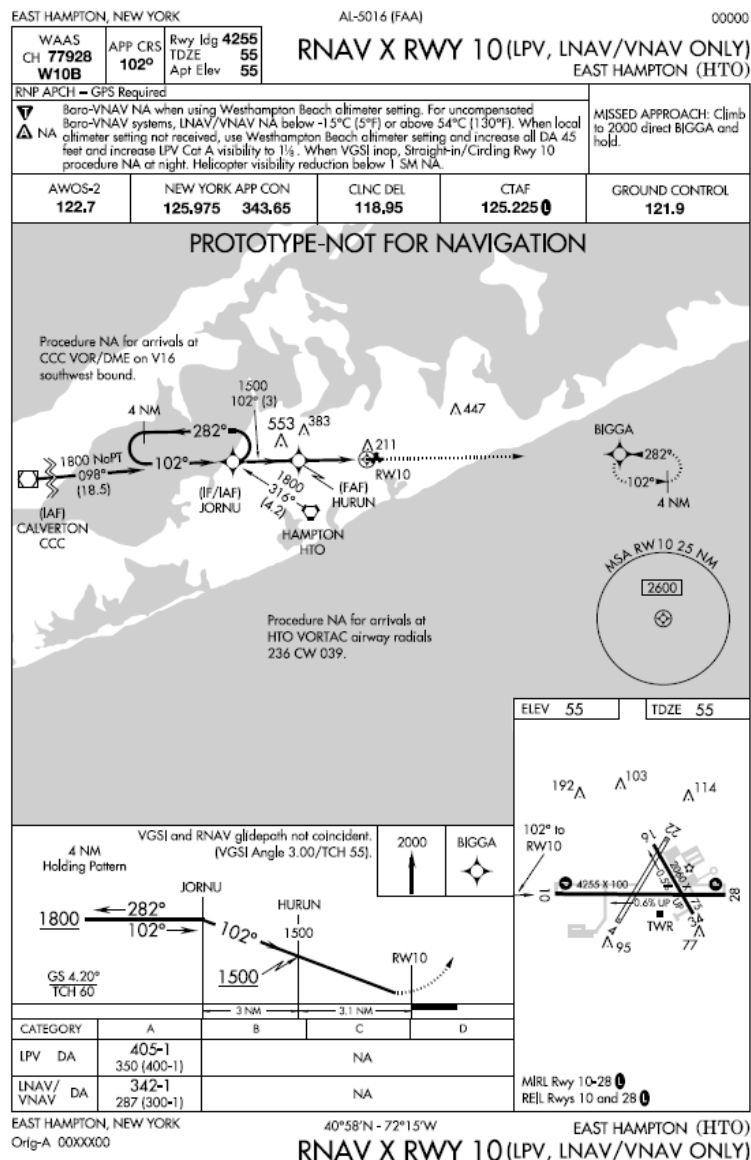 EAST HAMPTON, NEW YORK
AL-5016 (FAA)
00000
WAAS
CH 77928
W10B
APP CRS
102°
Rwy ldg 4255
TDZE 55
Apt Elev 55
RNAV X RWY 10 (LPV, LNAV/VNAV ONLY)
EAST HAMPTON (HTO)
RNP APCH – GPS Required
T
A NA
Baro-VNAV NA when using Westhampton Beach altimeter setting. For uncompensated
Baro-VNAV systems, LNAV/VNAV NA below -15°C (5°F) or above 54°C (130°F). When local
altimeter setting not received, use Westhampton Beach altimeter setting and increase all DA 45
feet and increase LPV Cat A visibility to 1⅛. When VGSI inop, Straight-in/Circling Rwy 10
procedure NA at night. Helicopter visibility reduction below 1 SM NA.
MISSED APPROACH: Climb
to 2000 direct BIGGA and
hold.
AWOS-2
122.7
NEW YORK APP CON
125.975 343.65
CLNC DEL
118.95
CTAF
125.225 L
GROUND CONTROL
121.9
PROTOTYPE-NOT FOR NAVIGATION
Procedure NA for arrivals at
CCC VOR/DME on V16
southwest bound.
1500
102° (3)
4 NM
282°
102°
1800 NoPT
098°
(18.5)
(IAF)
CALVERTON
CCC
(IF/IAF)
JORNU
553
383
447
211
RW10
1800
316°
(4.2)
(FAF)
HURUN
HAMPTON
HTO
BIGGA
282°
102°
4 NM
MSA RW10 25 NM
2600
Procedure NA for arrivals at
HTO VORTAC airway radials
236 CW 039.
ELEV 55
TDZE 55
192
103
114
102° to
RW10
16
22
10
4255 X 100
0.6% UP
2060 X 75
0.5% UP
28
4
34
TWR
95
77
MIRL Rwy 10-28 L
REIL Rwys 10 and 28 L
4 NM
Holding Pattern
VGSI and RNAV glidepath not coincident.
(VGSI Angle 3.00/TCH 55).
2000
BIGGA
JORNU
1800
282°
102°
102°
HURUN
1500
1500
RW10
GS 4.20°
TCH 60
3 NM
3.1 NM
CATEGORY A B C D
LPV DA
405-1
350 (400-1)
NA
LNAV/
VNAV DA
342-1
287 (300-1)
NA
EAST HAMPTON, NEW YORK
Orig-A 00XXX00
40°58'N - 72°15'W
EAST HAMPTON (HTO)
RNAV X RWY 10 (LPV, LNAV/VNAV ONLY)